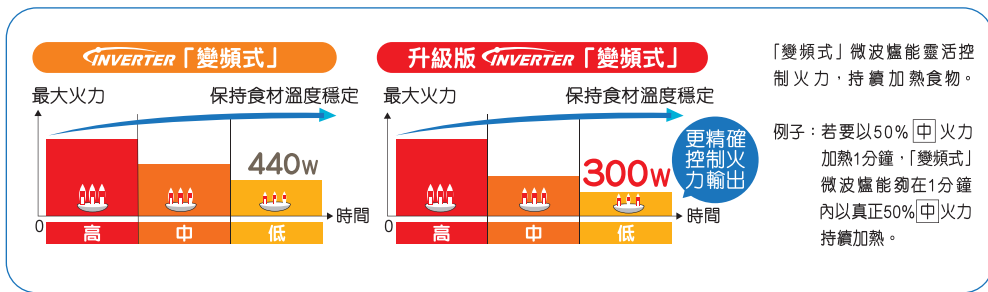 INVERTER「變頻式」
最大火力
保持食材溫度穩定
440W
0
時間
高 中 低
升級版 INVERTER「變頻式」
最大火力
保持食材溫度穩定
300W
更精確
控制火
力輸出
0
時間
高 中 低
「變頻式」微波爐能靈活控
制火力，持續加熱食物。
例子：若要以50% 中 火力
加熱1分鐘，「變頻式」
微波爐能夠在1分鐘
內以真正50% 中 火力
持續加熱。